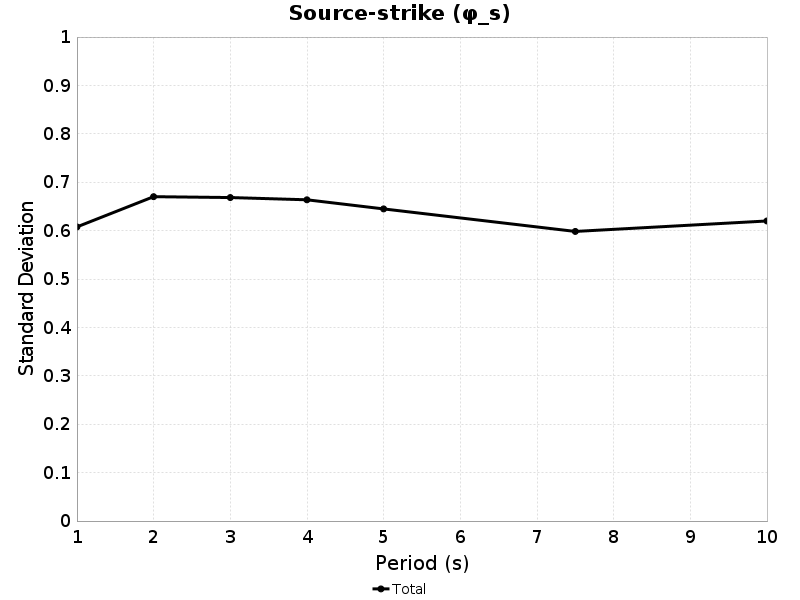 Source-strike (φ_s)
1
0.9
0.8
0.7
0.6
0.5
0.4
0.3
0.2
0.1
0
Standard Deviation
1 2 3 4 5 6 7 8 9 10
Period (s)
Total